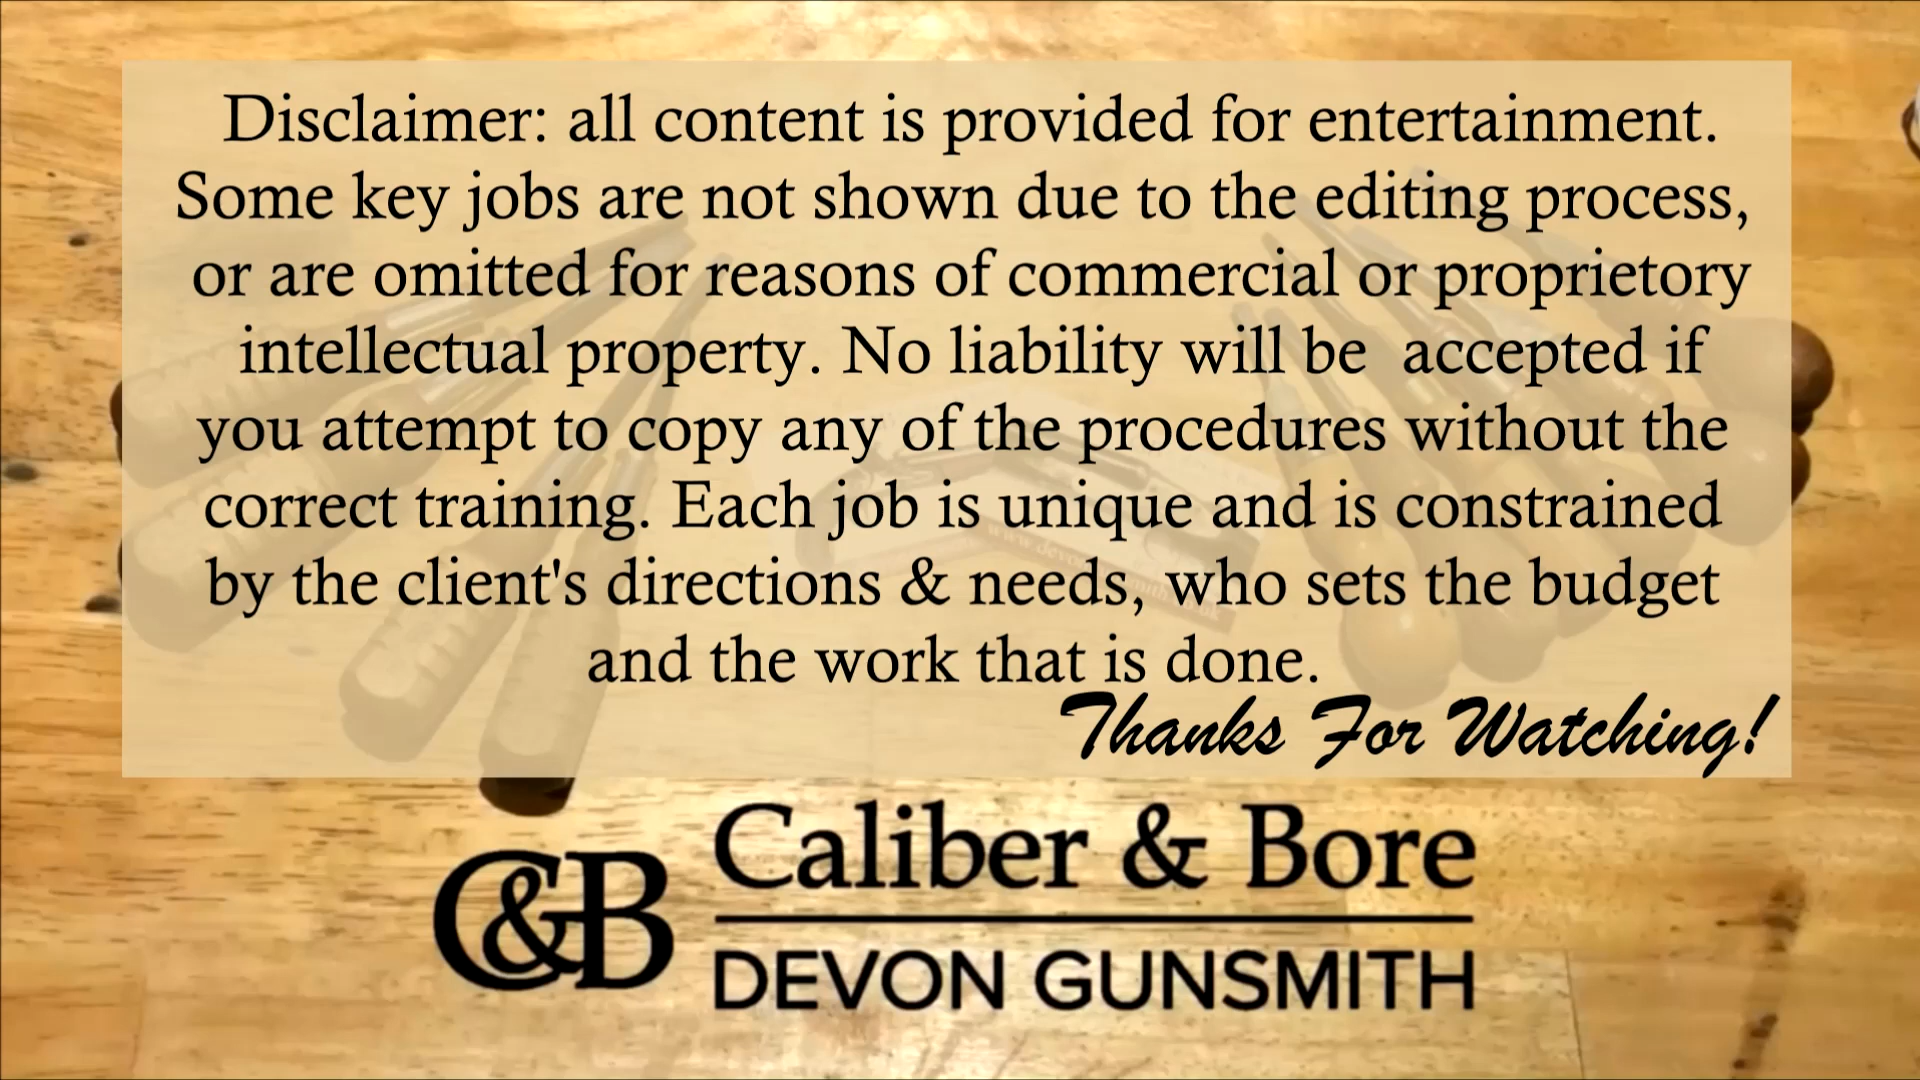 Disclaimer: all content is provided for entertainment.
Some key jobs are not shown due to the editing process,
or are omitted for reasons of commercial or proprietory
intellectual property. No liability will be  accepted if
you attempt to copy any of the procedures without the
correct training. Each job is unique and is constrained
by the client's directions & needs, who sets the budget
and the work that is done.
Thanks For Watching!
C&B
Caliber & Bore
DEVON GUNSMITH